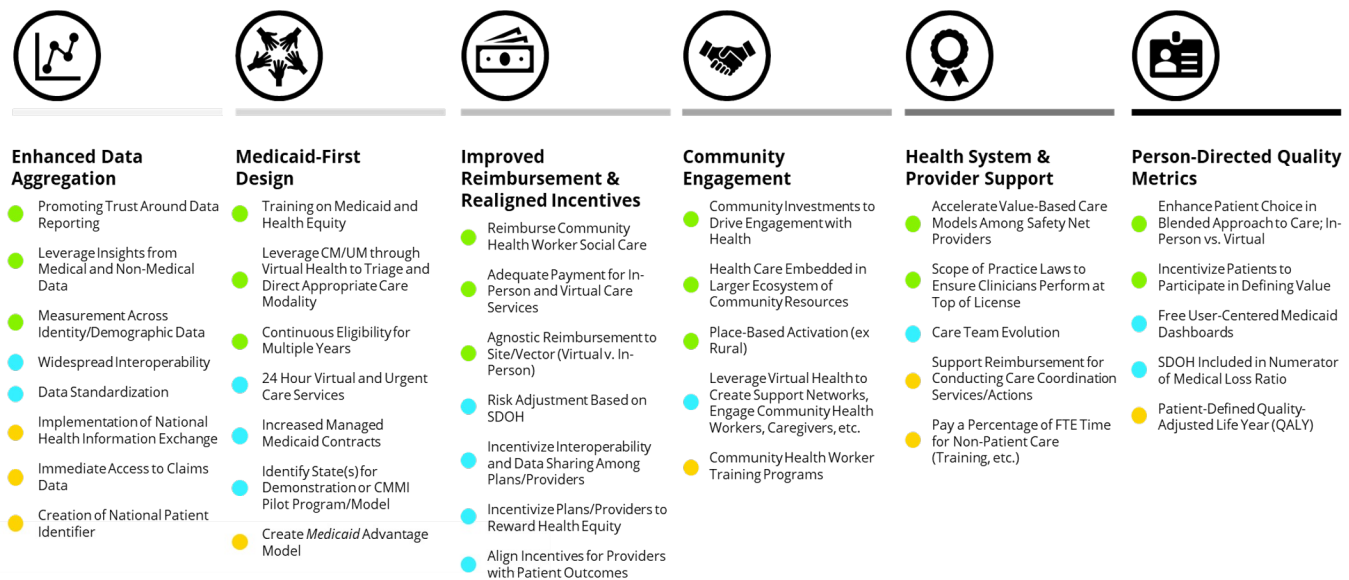 Enhanced Data
Aggregation
Promoting Trust Around Data
Reporting
Leverage Insights from
Medical and Non-Medical
Data
Measurement Across
Identity/Demographic Data
Widespread Interoperability
Data Standardization
Implementation of National
Health Information Exchange
Immediate Access to Claims
Data
Creation of National Patient
Identifier
Medicaid-First
Design
Training on Medicaid and
Health Equity
Leverage CM/UM through
Virtual Health to Triage and
Direct Appropriate Care
Modality
Continuous Eligibility for
Multiple Years
24 Hour Virtual and Urgent
Care Services
Increased Managed
Medicaid Contracts
Identify State(s) for
Demonstration or CMMI
Pilot Program/Model
Create Medicaid Advantage
Model
Improved
Reimbursement &
Realigned Incentives
Reimburse Community
Health Worker Social Care
Adequate Payment for In-
Person and Virtual Care
Services
Agnostic Reimbursement to
Site/Vector (Virtual v. In-
Person)
Risk Adjustment Based on
SDOH
Incentivize Interoperability
and Data Sharing Among
Plans/Providers
Incentivize Plans/Providers to
Reward Health Equity
Align Incentives for Providers
with Patient Outcomes
Community
Engagement
Community Investments to
Drive Engagement with
Health
Health Care Embedded in
Larger Ecosystem of
Community Resources
Place-Based Activation (ex
Rural)
Leverage Virtual Health to
Create Support Networks,
Engage Community Health
Workers, Caregivers, etc.
Community Health Worker
Training Programs
Health System &
Provider Support
Accelerate Value-Based Care
Models Among Safety Net
Providers
Scope of Practice Laws to
Ensure Clinicians Perform at
Top of License
Care Team Evolution
Support Reimbursement for
Conducting Care Coordination
Services/Actions
Pay a Percentage of FTE Time
for Non-Patient Care
(Training, etc.)
Person-Directed Quality
Metrics
Enhance Patient Choice in
Blended Approach to Care; In-
Person vs. Virtual
Incentivize Patients to
Participate in Defining Value
Free User-Centered Medicaid
Dashboards
SDOH Included in Numerator
of Medical Loss Ratio
Patient-Defined Quality-
Adjusted Life Year (QALY)